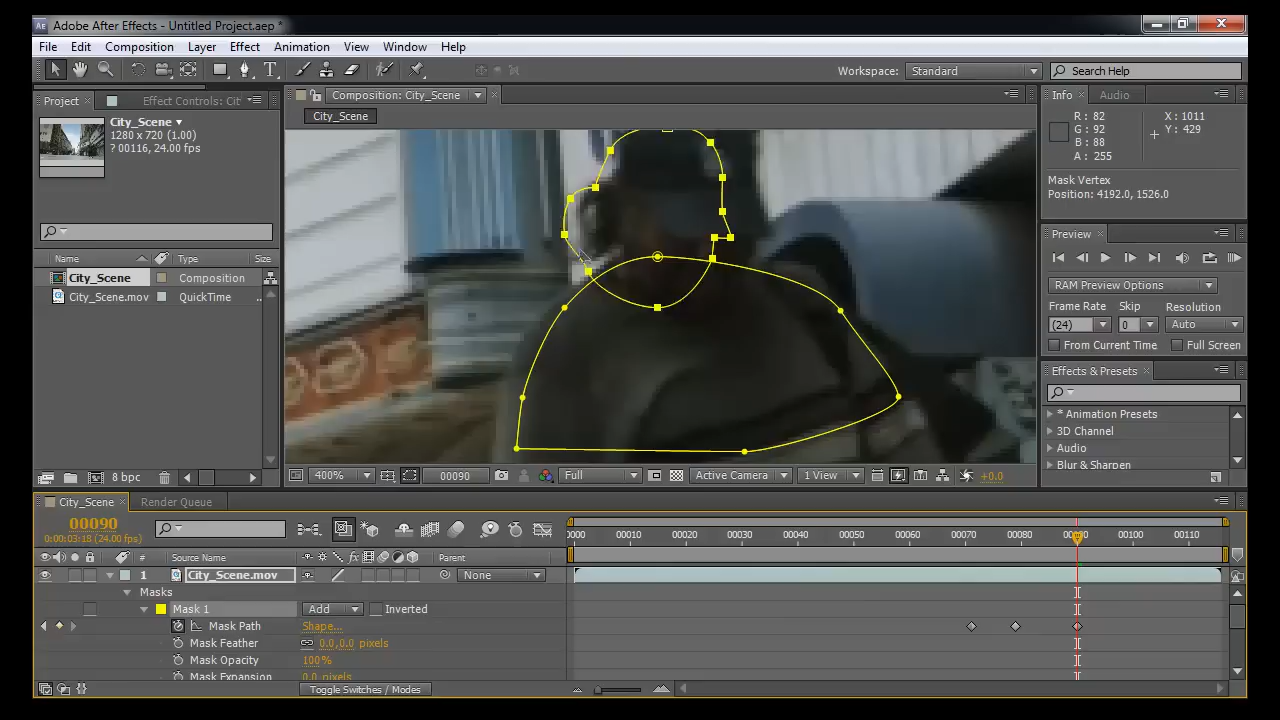 Ae Adobe After Effects - Untitled Project.aep *
File Edit Composition Layer Effect Animation View Window Help
Workspace: Standard Search Help
Project Effect Controls: Cit
City_Scene
1280 x 720 (1.00)
? 00116, 24.00 fps
Name Type
City_Scene Composition
City_Scene.mov QuickTime ..
8 bpc
Composition: City_Scene
City_Scene
400% 00090 Full Active Camera 1 View +0.0
Info Audio
R : 82 X : 1011
G : 92 Y : 429
B : 88
A : 255
Mask Vertex
Position: 4192.0, 1526.0
Preview
RAM Preview Options
Frame Rate Skip Resolution
(24) 0 Auto
From Current Time Full Screen
Effects & Presets
* Animation Presets
3D Channel
Audio
Blur & Sharpen
City_Scene Render Queue
00090
0:00:03:18 (24.00 fps)
0000 00010 00020 00030 00040 00050 00060 00070 00080 00090 00100 00110
# Source Name fx Parent
1 City_Scene.mov None
Masks
Mask 1 Add Inverted
Mask Path Shape...
Mask Feather 0.0,0.0 pixels
Mask Opacity 100%
Mask Expansion 0.0 pixels
Toggle Switches / Modes